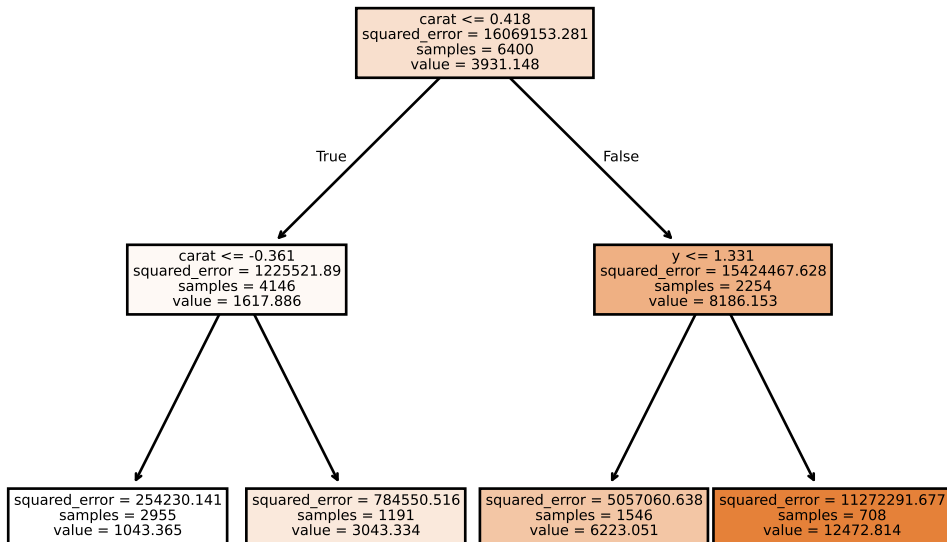 carat <= 0.418
squared_error = 16069153.281
samples = 6400
value = 3931.148
True
False
carat <= -0.361
squared_error = 1225521.89
samples = 4146
value = 1617.886
y <= 1.331
squared_error = 15424467.628
samples = 2254
value = 8186.153
squared_error = 254230.141
samples = 2955
value = 1043.365
squared_error = 784550.516
samples = 1191
value = 3043.334
squared_error = 5057060.638
samples = 1546
value = 6223.051
squared_error = 11272291.677
samples = 708
value = 12472.814